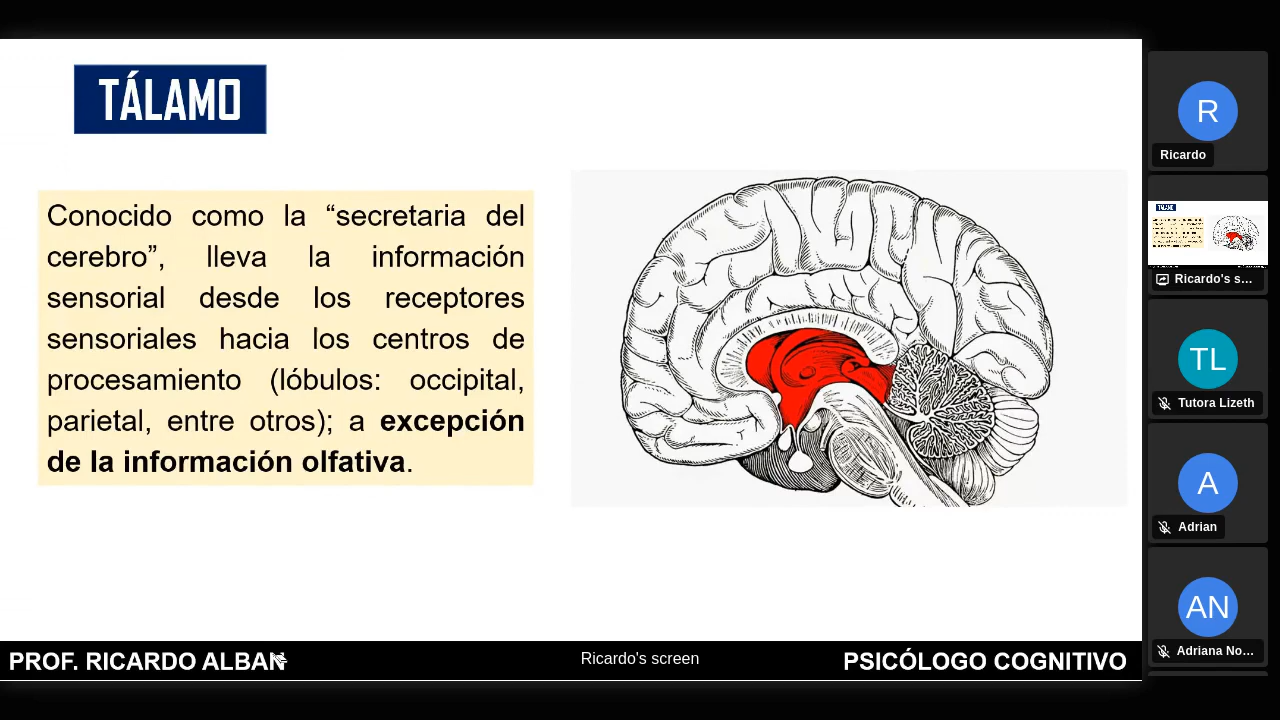 TÁLAMO
Conocido como la “secretaria del
cerebro”, lleva la información
sensorial desde los receptores
sensoriales hacia los centros de
procesamiento (lóbulos: occipital,
parietal, entre otros); a excepción
de la información olfativa.
PROF. RICARDO ALBAN
Ricardo's screen
PSICÓLOGO COGNITIVO
R
Ricardo
TÁLAMO
Ricardo's s...
TL
Tutora Lizeth
A
Adrian
AN
Adriana No...